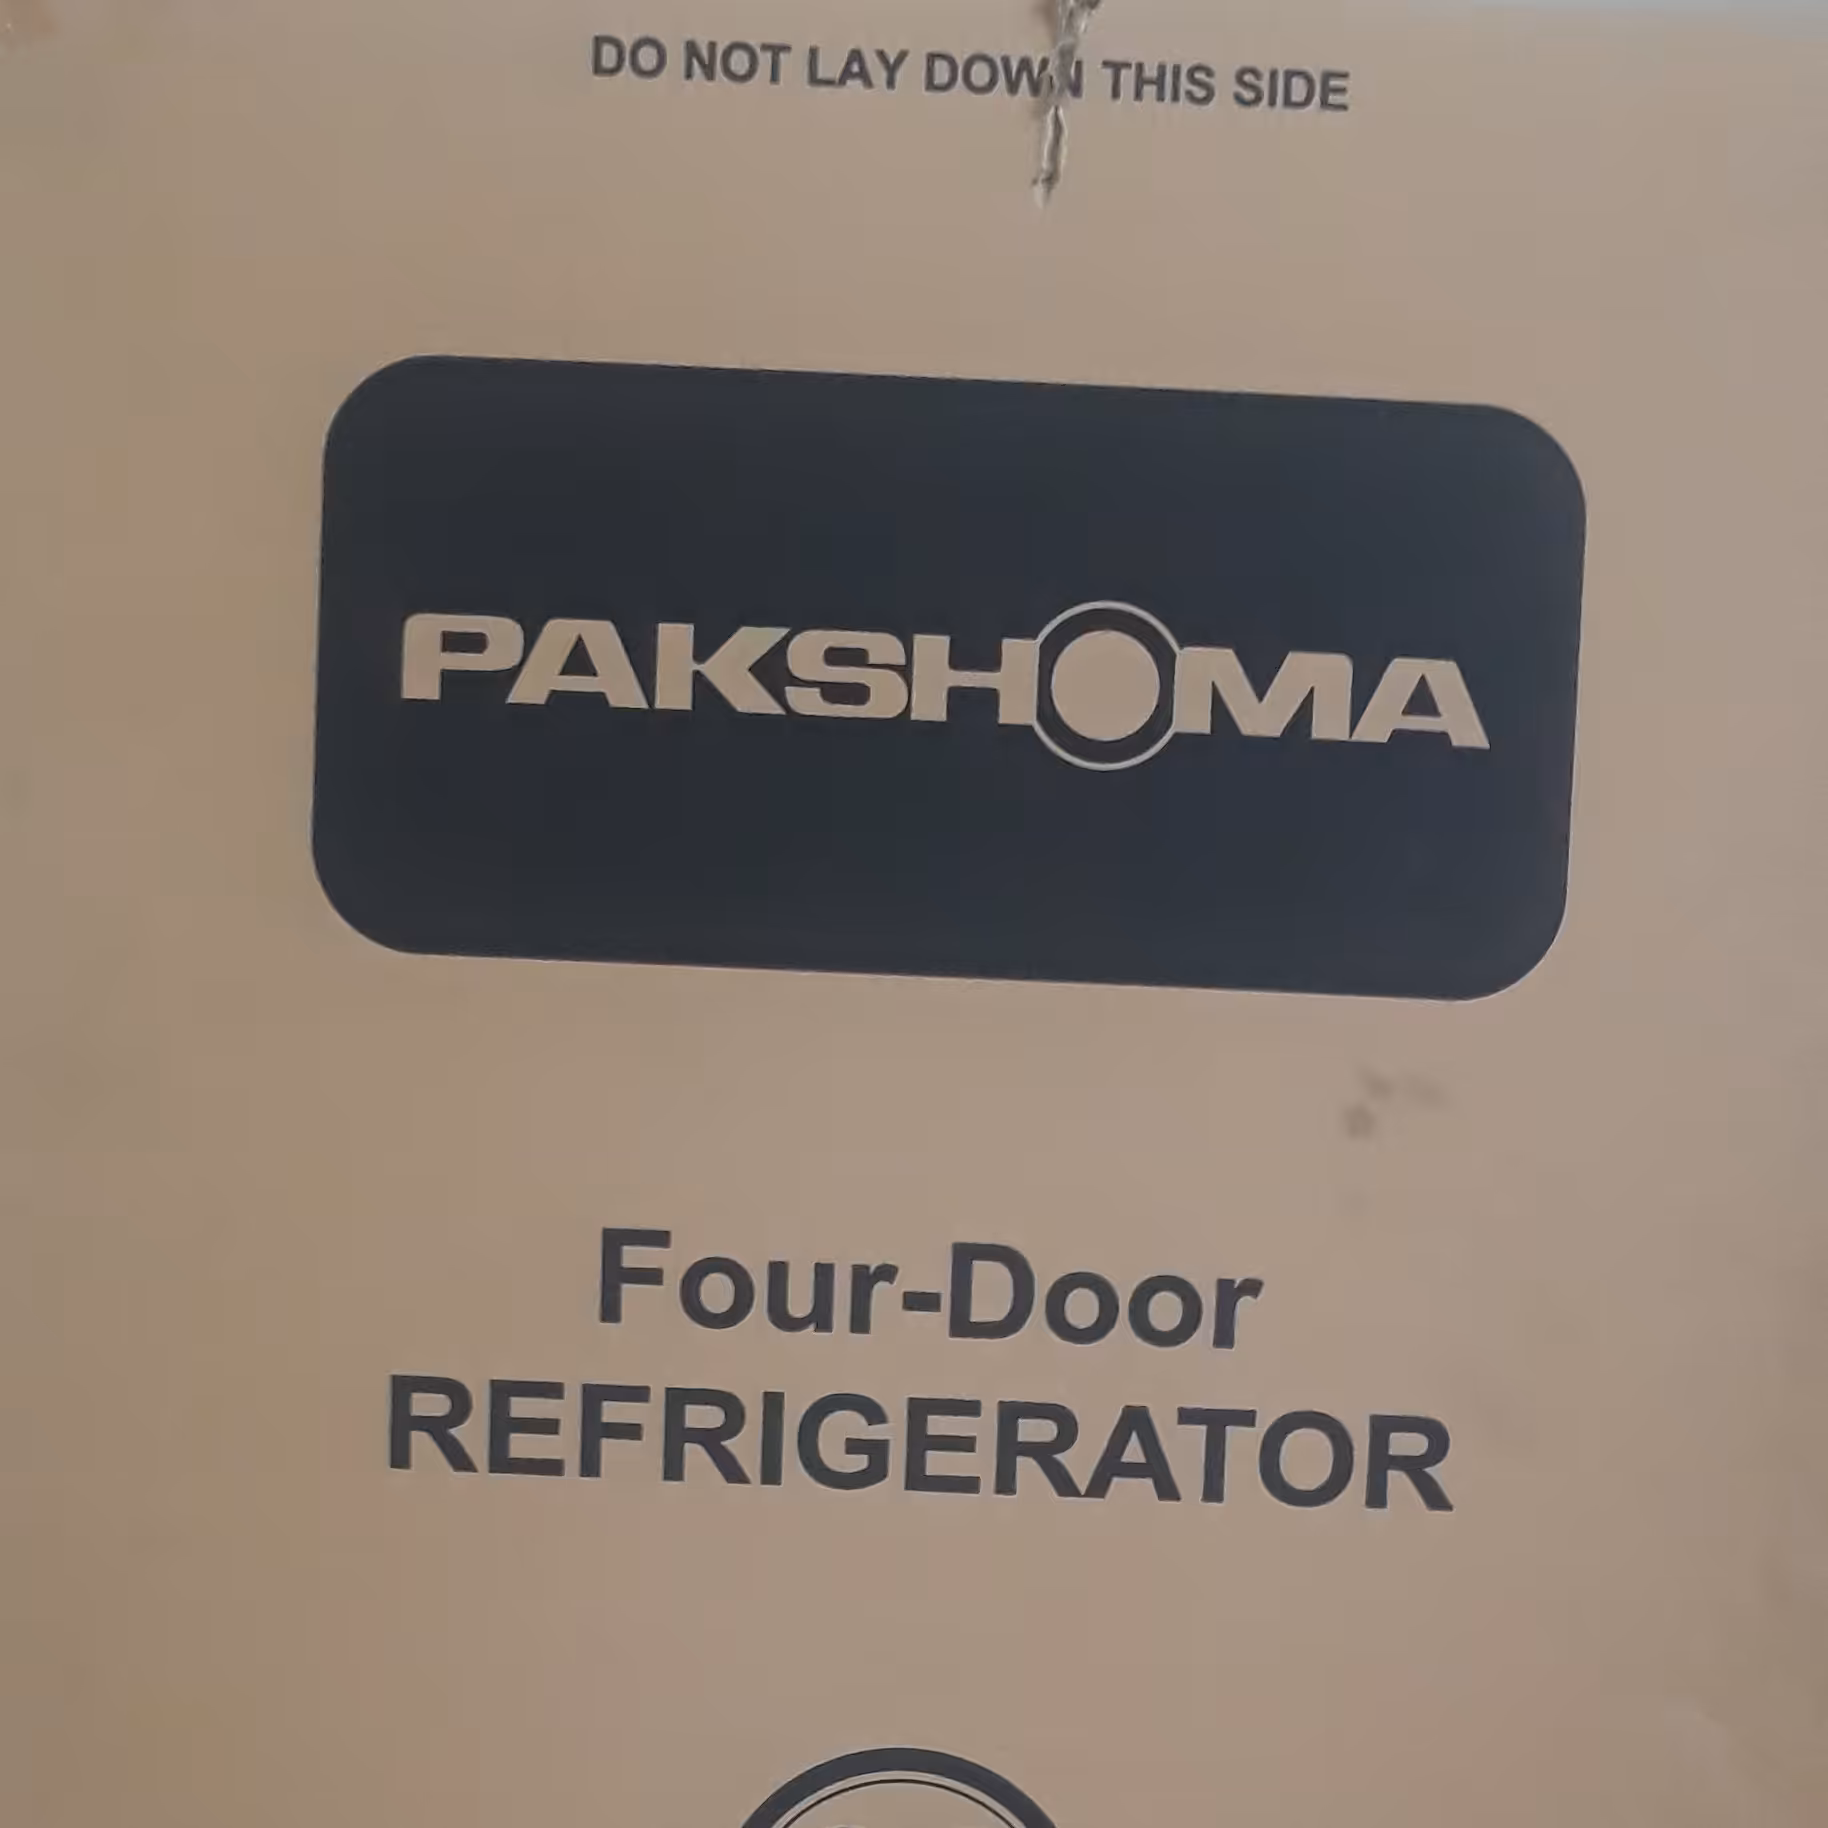 DO NOT LAY DOWN THIS SIDE
PAKSHOMA
Four-Door
REFRIGERATOR